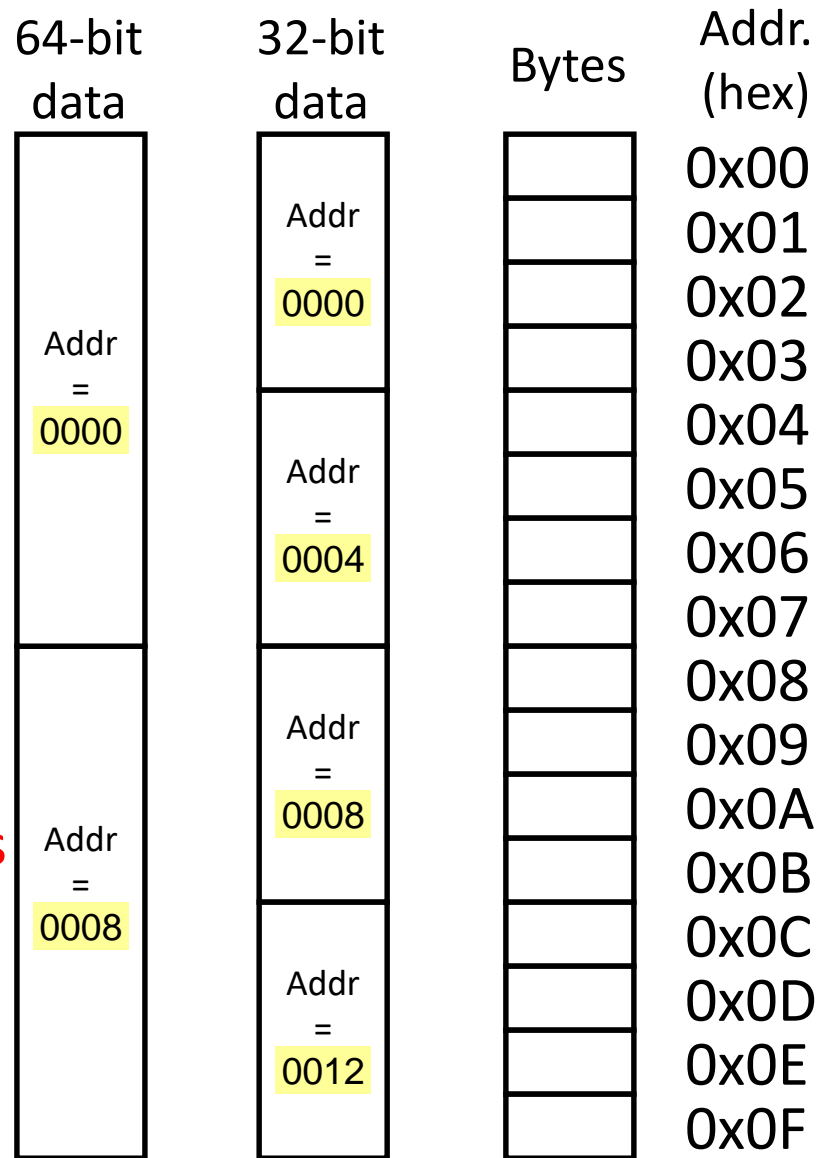 64-bit
data
Addr
=
0000
Addr
=
0008
32-bit
data
Addr
=
0000
Addr
=
0004
Addr
=
0008
Addr
=
0012
Bytes
Addr.
(hex)
0x00
0x01
0x02
0x03
0x04
0x05
0x06
0x07
0x08
0x09
0x0A
0x0B
0x0C
0x0D
0x0E
0x0F
s